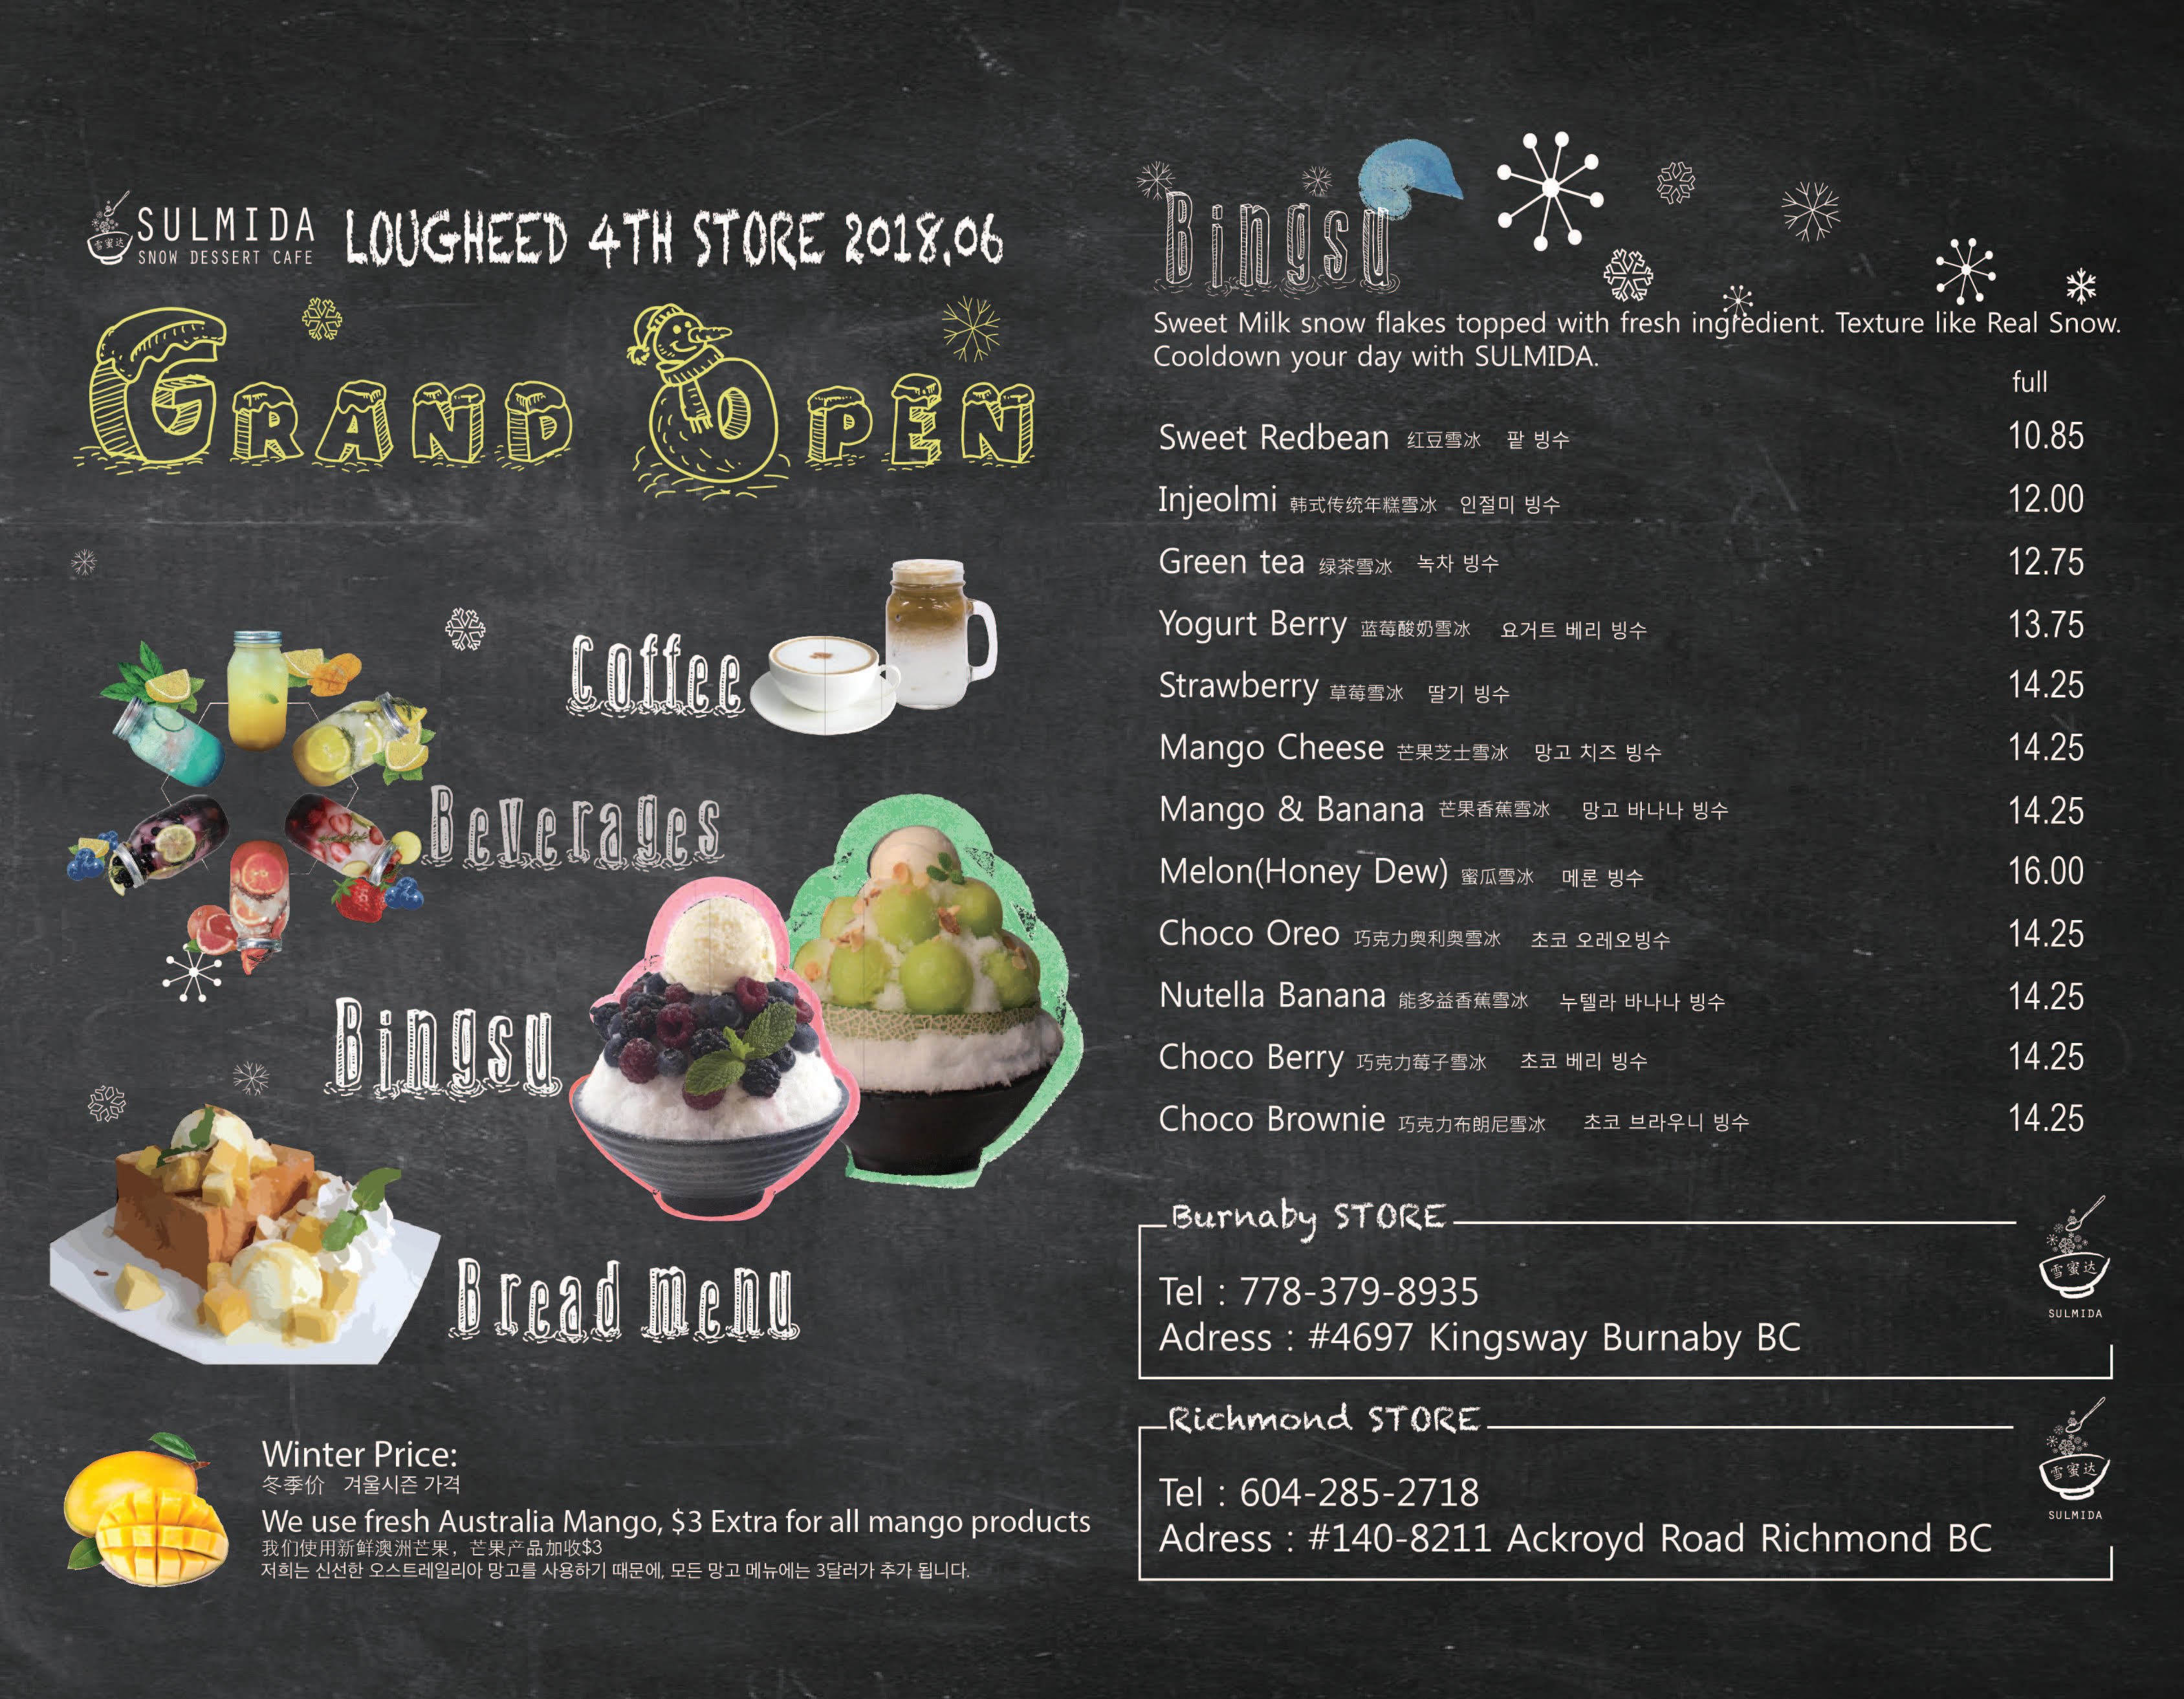 SULMIDA
SNOW DESSERT CAFE
雪蜜达
LOUGHEED 4TH STORE 2018.06
GRAND OPEN
Coffee
Beverages
Bingsu
Bread menu
Winter Price:
冬季价 겨울시즌 가격
We use fresh Australia Mango, $3 Extra for all mango products
我们使用新鲜澳洲芒果，芒果产品加收$3
저희는 신선한 오스트레일리아 망고를 사용하기 때문에, 모든 망고 메뉴에는 3달러가 추가 됩니다.
Bingsu
Sweet Milk snow flakes topped with fresh ingredient. Texture like Real Snow.
Cooldown your day with SULMIDA.
full
Sweet Redbean 红豆雪冰 팥 빙수 10.85
Injeolmi 韩式传统年糕雪冰 인절미 빙수 12.00
Green tea 绿茶雪冰 녹차 빙수 12.75
Yogurt Berry 蓝莓酸奶雪冰 요거트 베리 빙수 13.75
Strawberry 草莓雪冰 딸기 빙수 14.25
Mango Cheese 芒果芝士雪冰 망고 치즈 빙수 14.25
Mango & Banana 芒果香蕉雪冰 망고 바나나 빙수 14.25
Melon(Honey Dew) 蜜瓜雪冰 메론 빙수 16.00
Choco Oreo 巧克力奥利奥雪冰 초코 오레오빙수 14.25
Nutella Banana 能多益香蕉雪冰 누텔라 바나나 빙수 14.25
Choco Berry 巧克力莓子雪冰 초코 베리 빙수 14.25
Choco Brownie 巧克力布朗尼雪冰 초코 브라우니 빙수 14.25
Burnaby STORE
Tel : 778-379-8935
Adress : #4697 Kingsway Burnaby BC
雪蜜达
SULMIDA
Richmond STORE
Tel : 604-285-2718
Adress : #140-8211 Ackroyd Road Richmond BC
雪蜜达
SULMIDA